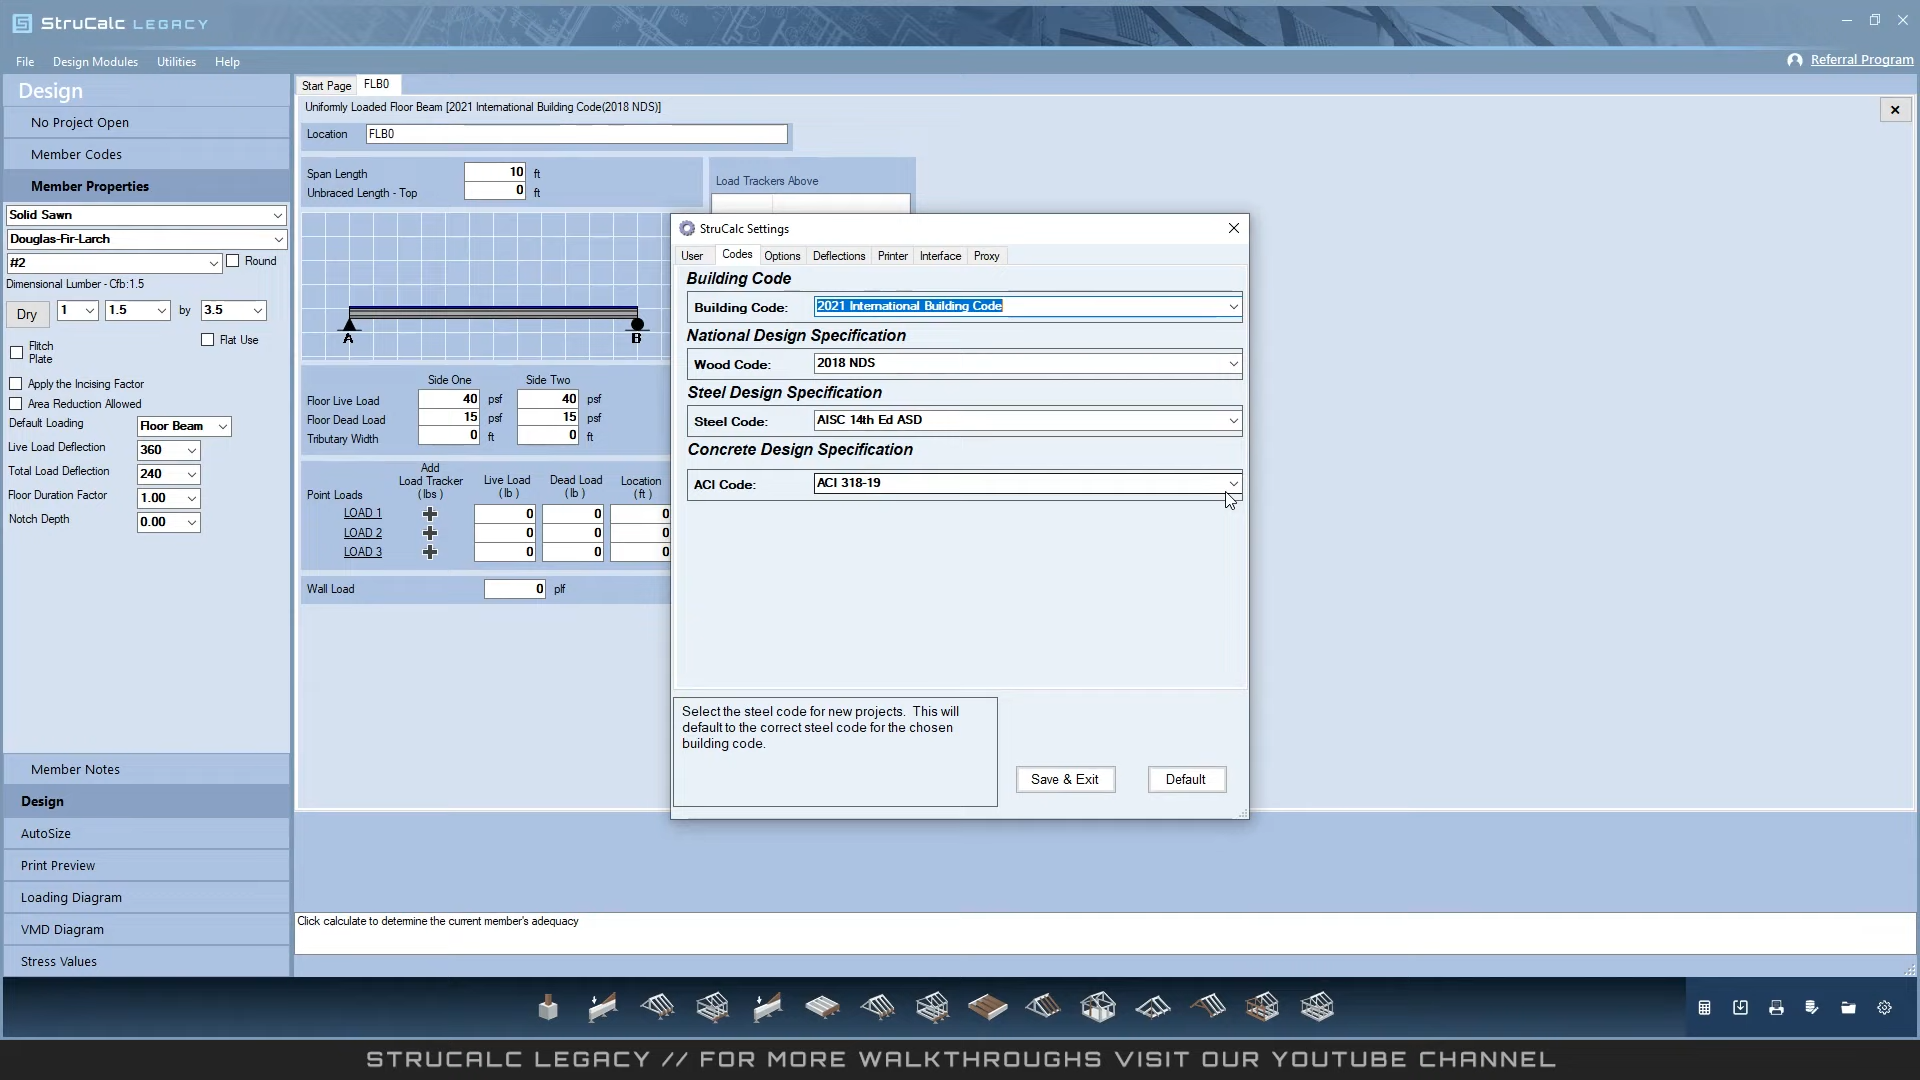 STRUCALC LEGACY
File Design Modules Utilities Help
Referral Program
Design
No Project Open
Member Codes
Member Properties
Solid Sawn
Douglas-Fir-Larch
#2
Round
Dimensional Lumber - Cfb:1.5
Dry 1 1.5 by 3.5
Flat Use
Flitch
Plate
Apply the Incising Factor
Area Reduction Allowed
Default Loading Floor Beam
Live Load Deflection 360
Total Load Deflection 240
Floor Duration Factor 1.00
Notch Depth 0.00
Member Notes
Design
AutoSize
Print Preview
Loading Diagram
VMD Diagram
Stress Values
Start Page FLB0
Uniformly Loaded Floor Beam [2021 International Building Code(2018 NDS)]
Location FLB0
Span Length 10 ft
Unbraced Length - Top 0 ft
Load Trackers Above
A B
Side One Side Two
Floor Live Load 40 psf 40 psf
Floor Dead Load 15 psf 15 psf
Tributary Width 0 ft 0 ft
Add
Load Tracker Live Load Dead Load Location
Point Loads (lbs) (lb) (lb) (ft)
LOAD 1 0 0 0
LOAD 2 0 0 0
LOAD 3 0 0 0
Wall Load 0 plf
StruCalc Settings
User Codes Options Deflections Printer Interface Proxy
Building Code
Building Code: 2021 International Building Code
National Design Specification
Wood Code: 2018 NDS
Steel Design Specification
Steel Code: AISC 14th Ed ASD
Concrete Design Specification
ACI Code: ACI 318-19
Select the steel code for new projects. This will
default to the correct steel code for the chosen
building code.
Save & Exit Default
Click calculate to determine the current member's adequacy
STRUCALC LEGACY // FOR MORE WALKTHROUGHS VISIT OUR YOUTUBE CHANNEL